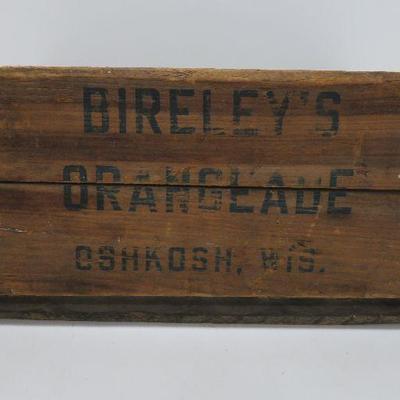 BIRELEY'S
ORANGEADE
OSHKOSH, WIS.